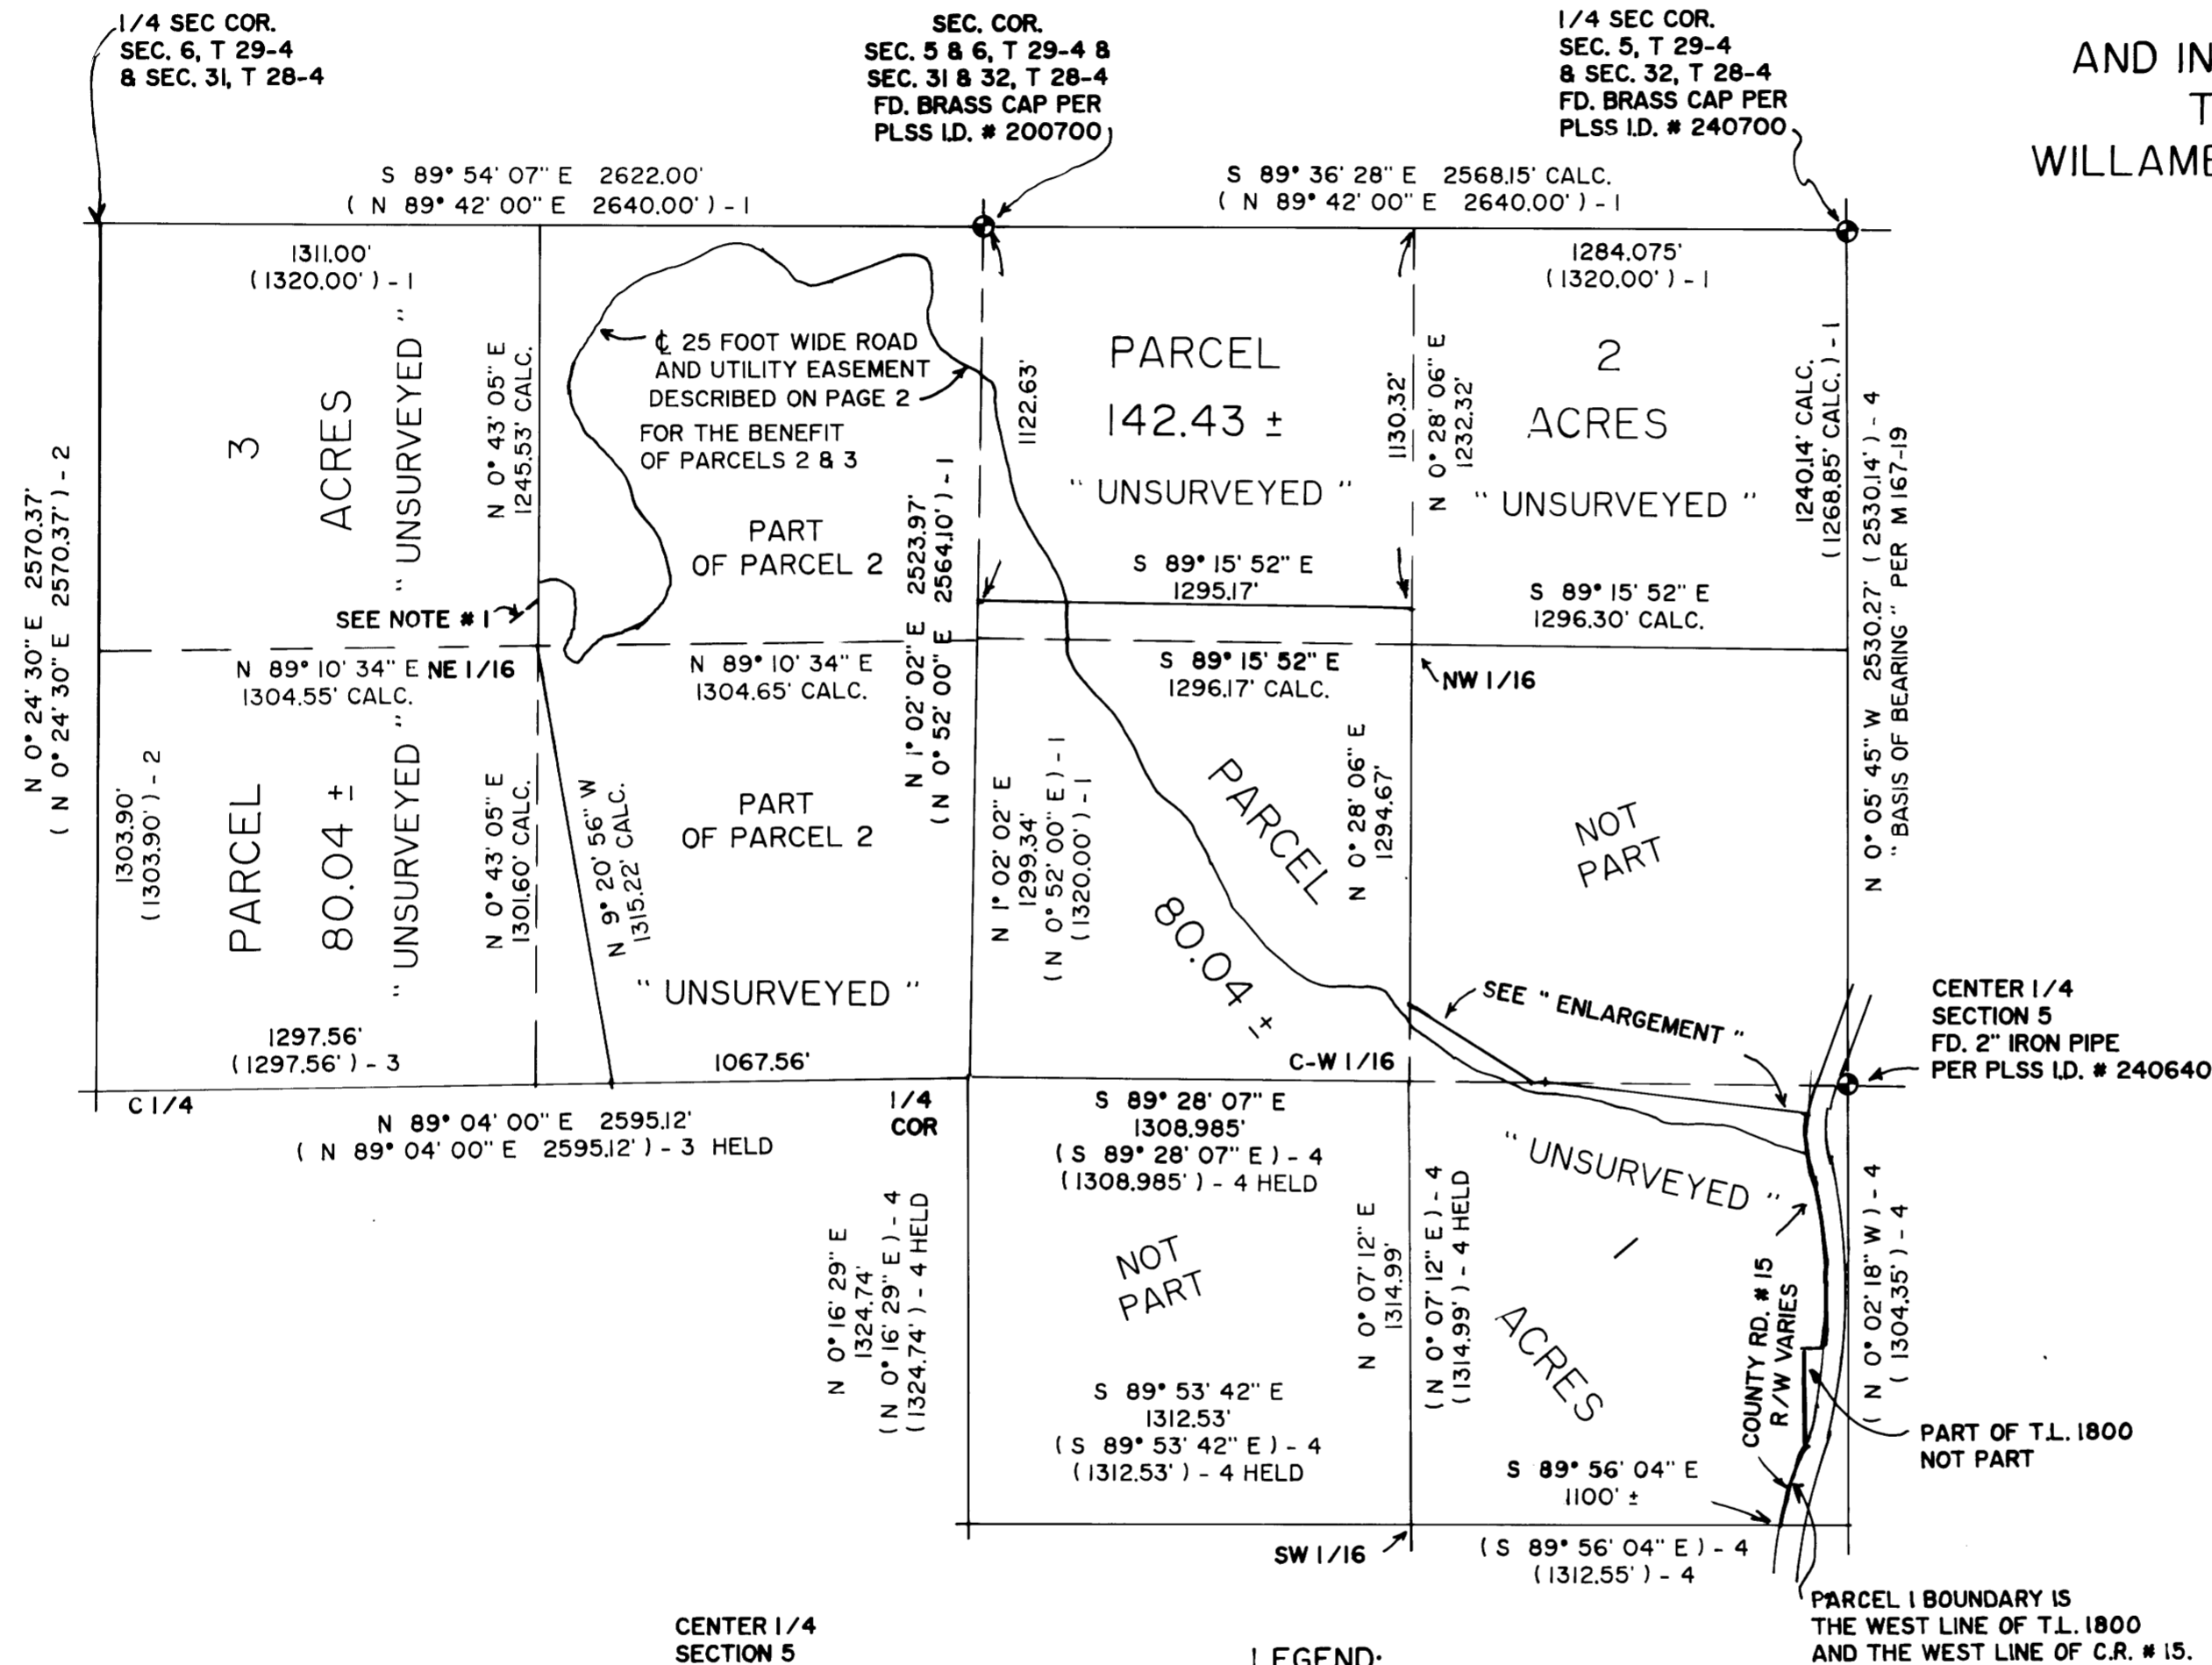 1/4 SEC COR.
SEC. 6, T 29-4
& SEC. 31, T 28-4
SEC. COR.
SEC. 5 & 6, T 29-4 &
SEC. 31 & 32, T 28-4
FD. BRASS CAP PER
PLSS I.D. # 200700
1/4 SEC COR.
SEC. 5, T 29-4
& SEC. 32, T 28-4
FD. BRASS CAP PER
PLSS I.D. # 240700
AND IN
T
WILLAME
S 89° 54' 07" E 2622.00'
( N 89° 42' 00" E 2640.00' ) - 1
S 89° 36' 28" E 2568.15' CALC.
( N 89° 42' 00" E 2640.00' ) - 1
1311.00'
(1320.00' ) - 1
1284.075'
(1320.00' ) - 1
3
ACRES
" UNSURVEYED "
N 0° 43' 05" E
1245.53' CALC.
℄ 25 FOOT WIDE ROAD
AND UTILITY EASEMENT
DESCRIBED ON PAGE 2
FOR THE BENEFIT
OF PARCELS 2 & 3
PART
OF PARCEL 2
1122.63'
PARCEL
142.43 ±
" UNSURVEYED "
1130.32'
N 0° 28' 06" E
1232.32'
2
ACRES
" UNSURVEYED "
1240.14' CALC.
(1268.85' CALC. ) - 1
N 0° 05' 45" W 2530.27' ( 2530.14' ) - 4
" BASIS OF BEARING " PER M 167-19
N 0° 24' 30" E 2570.37'
( N 0° 24' 30" E 2570.37' ) - 2
N 1° 02' 02" E 2523.97'
( N 0° 52' 00" E 2564.10' ) - 1
S 89° 15' 52" E
1295.17'
S 89° 15' 52" E
1296.30' CALC.
SEE NOTE # 1
N 89° 10' 34" E
1304.55' CALC.
NE 1/16
N 89° 10' 34" E
1304.65' CALC.
S 89° 15' 52" E
1296.17' CALC.
NW 1/16
1303.90'
(1303.90' ) - 2
PARCEL
80.04 ±
" UNSURVEYED "
N 0° 43' 05" E
1301.60' CALC.
N 9° 20' 56" W
1315.22' CALC.
PART
OF PARCEL 2
" UNSURVEYED "
N 1° 02' 02" E
1299.34'
( N 0° 52' 00" E ) - 1
(1320.00' ) - 1
PARCEL
80.04 ±
N 0° 28' 06" E
1294.67'
NOT
PART
SEE " ENLARGEMENT "
CENTER 1/4
SECTION 5
FD. 2" IRON PIPE
PER PLSS I.D. # 240640
1297.56'
(1297.56' ) - 3
1067.56'
C-W 1/16
C 1/4
N 89° 04' 00" E 2595.12'
( N 89° 04' 00" E 2595.12' ) - 3 HELD
1/4
COR
S 89° 28' 07" E
1308.985'
( S 89° 28' 07" E ) - 4
(1308.985' ) - 4 HELD
" UNSURVEYED "
1
ACRES
N 0° 16' 29" E
1324.74'
( N 0° 16' 29" E ) - 4
(1324.74' ) - 4 HELD
NOT
PART
N 0° 07' 12" E
1314.99'
( N 0° 07' 12" E ) - 4
(1314.99' ) - 4 HELD
COUNTY RD. # 15
R/W VARIES
( N 0° 02' 18" W ) - 4
( 1304.35' ) - 4
S 89° 53' 42" E
1312.53'
( S 89° 53' 42" E ) - 4
(1312.53' ) - 4 HELD
PART OF T.L. 1800
NOT PART
S 89° 56' 04" E
1100' ±
SW 1/16
( S 89° 56' 04" E ) - 4
(1312.55' ) - 4
PARCEL 1 BOUNDARY IS
THE WEST LINE OF T.L. 1800
AND THE WEST LINE OF C.R. # 15.
CENTER 1/4
SECTION 5
LEGEND: